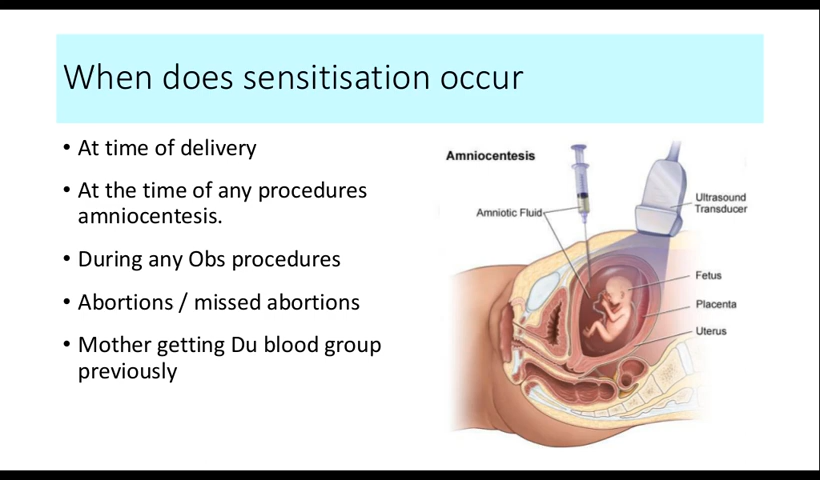 When does sensitisation occur
• At time of delivery
• At the time of any procedures
amniocentesis.
• During any Obs procedures
• Abortions / missed abortions
• Mother getting Du blood group
previously
Amniocentesis
Amniotic Fluid
Ultrasound
Transducer
Fetus
Placenta
Uterus